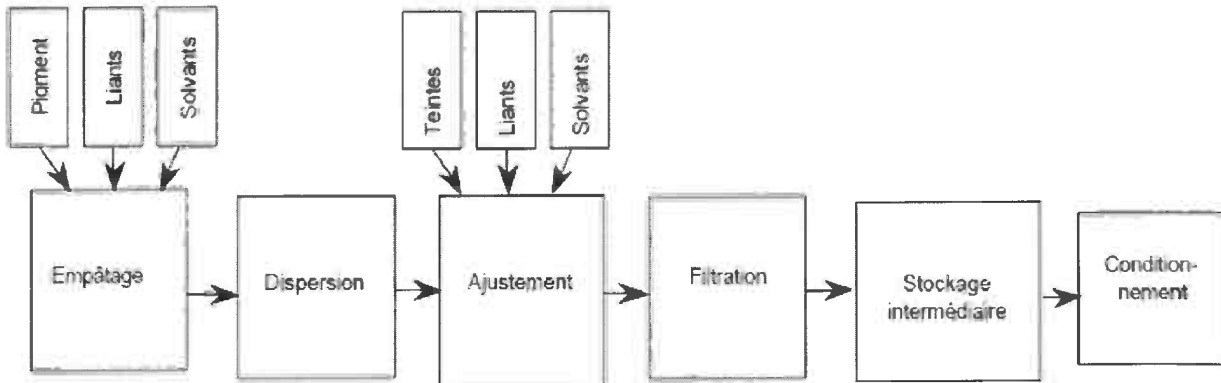 Pigment
Liants
Solvants
Teintes
Liants
Solvants
Empâtage
Dispersion
Ajustement
Filtration
Stockage
intermédiaire
Condition-
nement